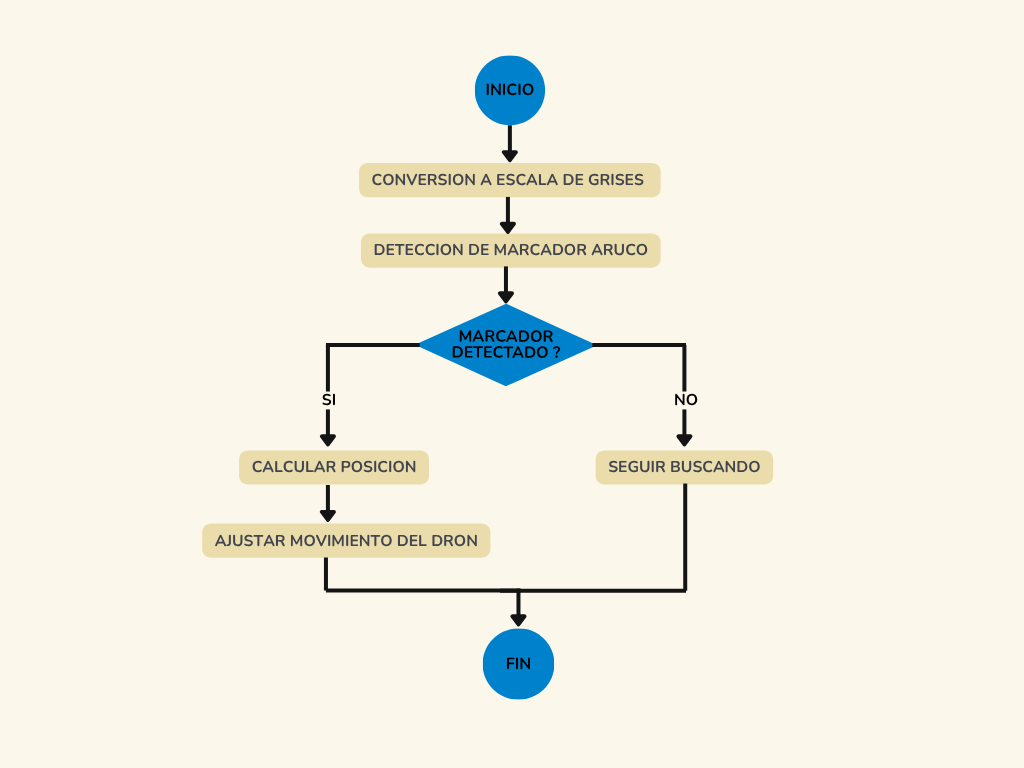 INICIO
CONVERSION A ESCALA DE GRISES
DETECCION DE MARCADOR ARUCO
MARCADOR
DETECTADO ?
SI
NO
CALCULAR POSICION
SEGUIR BUSCANDO
AJUSTAR MOVIMIENTO DEL DRON
FIN